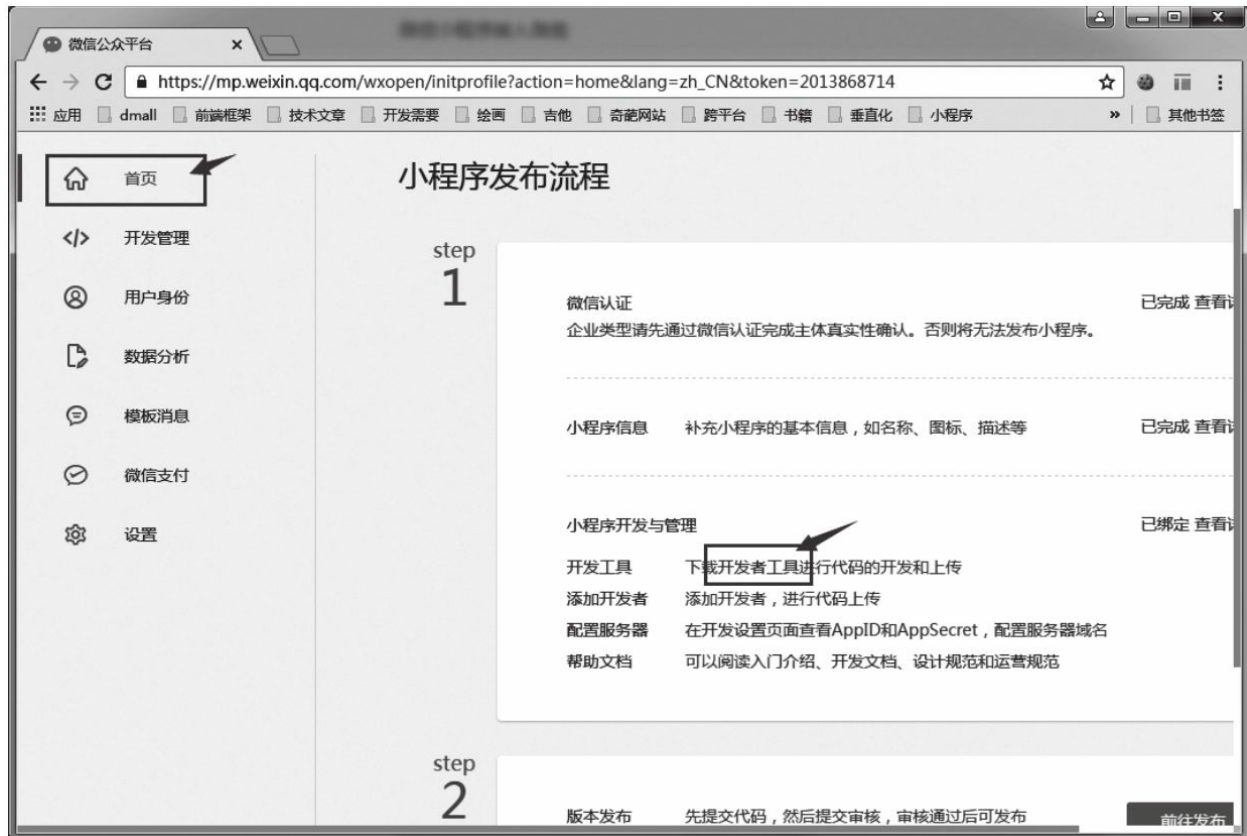 微信公众平台
https://mp.weixin.qq.com/wxopen/initprofile?action=home&lang=zh_CN&token=2013868714
应用 dmall 前端框架 技术文章 开发需要 绘画 吉他 奇葩网站 跨平台 书籍 垂直化 小程序 » 其他书签
首页
开发管理
用户身份
数据分析
模板消息
微信支付
设置
小程序发布流程
step
1
微信认证 已完成 查看
企业类型请先通过微信认证完成主体真实性确认。否则将无法发布小程序。
小程序信息 补充小程序的基本信息,如名称、图标、描述等 已完成 查看
小程序开发与管理 已绑定 查看
开发工具 下载开发者工具进行代码的开发和上传
添加开发者 添加开发者,进行代码上传
配置服务器 在开发设置页面查看AppID和AppSecret,配置服务器域名
帮助文档 可以阅读入门介绍、开发文档、设计规范和运营规范
step
2
版本发布 先提交代码,然后提交审核,审核通过后可发布 前往发布